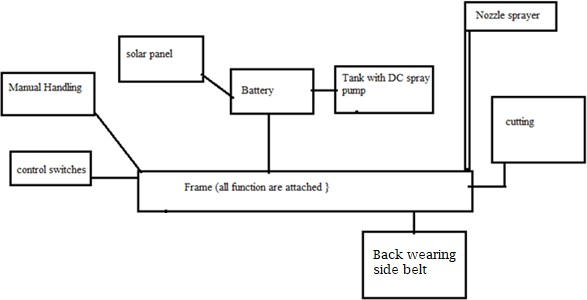 Nozzle sprayer
solar panel
Tank with DC spray
pump
Manual Handling
Battery
cutting
control switches
Frame (all function are attached }
Back wearing
side belt